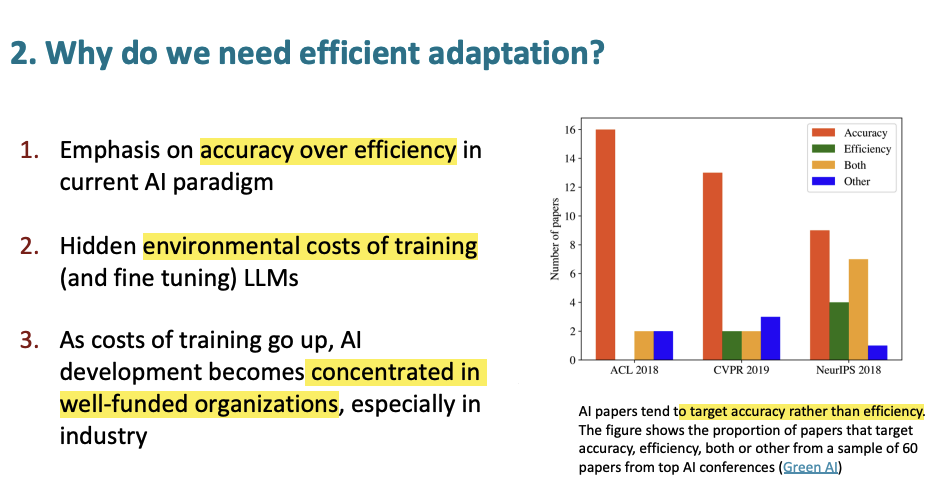 2. Why do we need efficient adaptation?
1. Emphasis on accuracy over efficiency in
current AI paradigm
2. Hidden environmental costs of training
(and fine tuning) LLMs
3. As costs of training go up, AI
development becomes concentrated in
well-funded organizations, especially in
industry
Number of papers
16
14
12
10
8
6
4
2
0
Accuracy
Efficiency
Both
Other
ACL 2018 CVPR 2019 NeurIPS 2018
AI papers tend to target accuracy rather than efficiency.
The figure shows the proportion of papers that target
accuracy, efficiency, both or other from a sample of 60
papers from top AI conferences (Green AI)